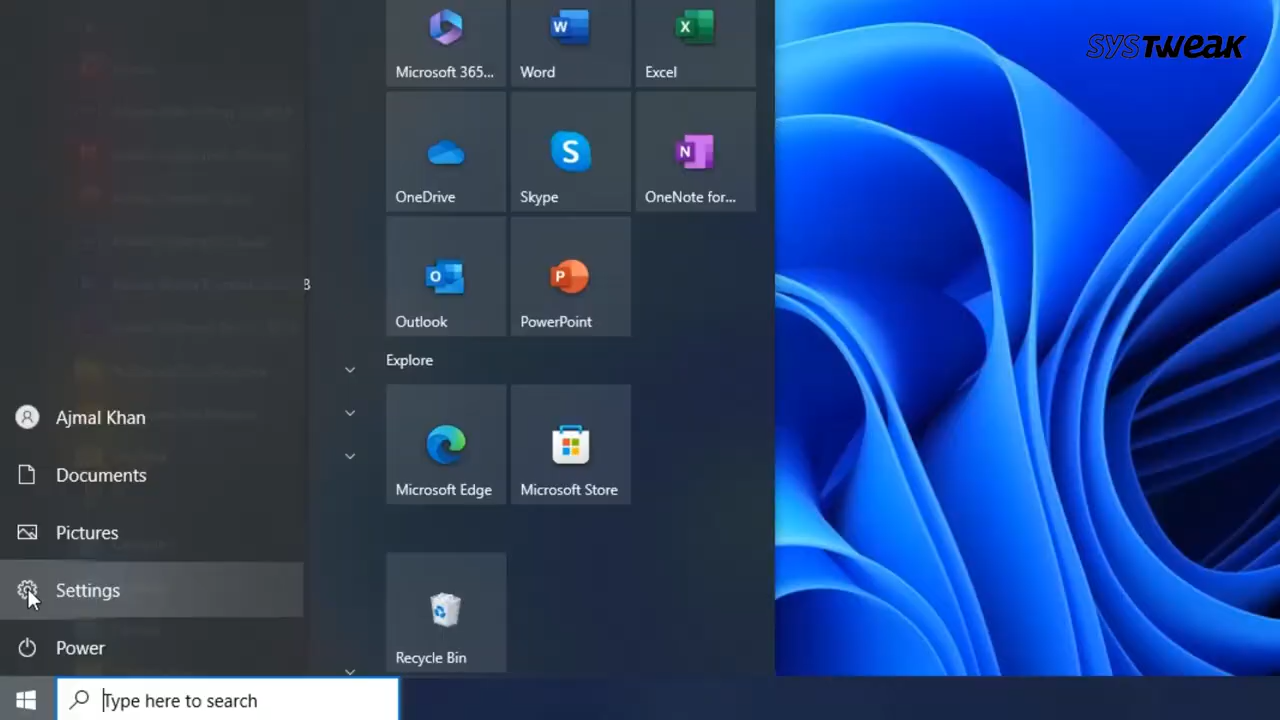 SYSTWEAK
Microsoft 365...
Word
Excel
OneDrive
Skype
OneNote for...
Outlook
PowerPoint
Explore
Microsoft Edge
Microsoft Store
Recycle Bin
Ajmal Khan
Documents
Pictures
Settings
Power
Type here to search